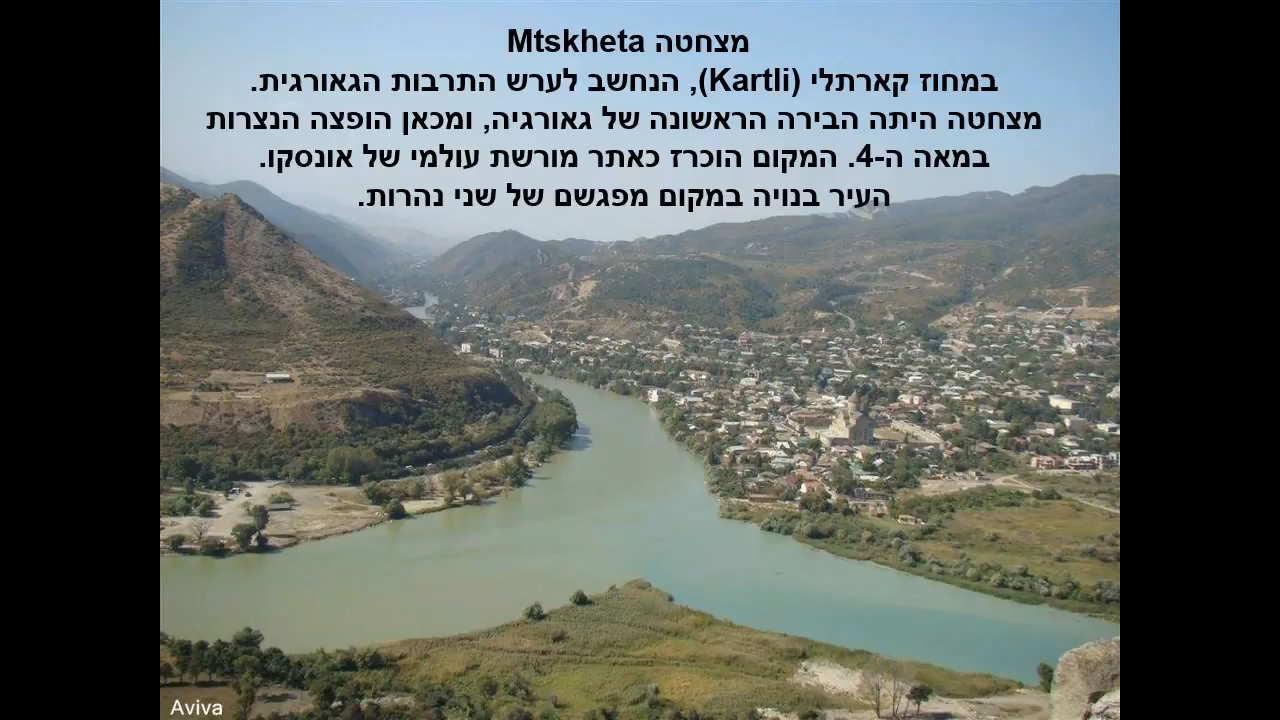 מצחטה Mtskheta
במחוז קארתלי (Kartli), הנחשב לערש התרבות הגאורגית.
מצחטה היתה הבירה הראשונה של גאורגיה, ומכאן הופצה הנצרות
במאה ה-4. המקום הוכרז כאתר מורשת עולמי של אונסקו.
העיר בנויה במקום מפגשם של שני נהרות.
Aviva